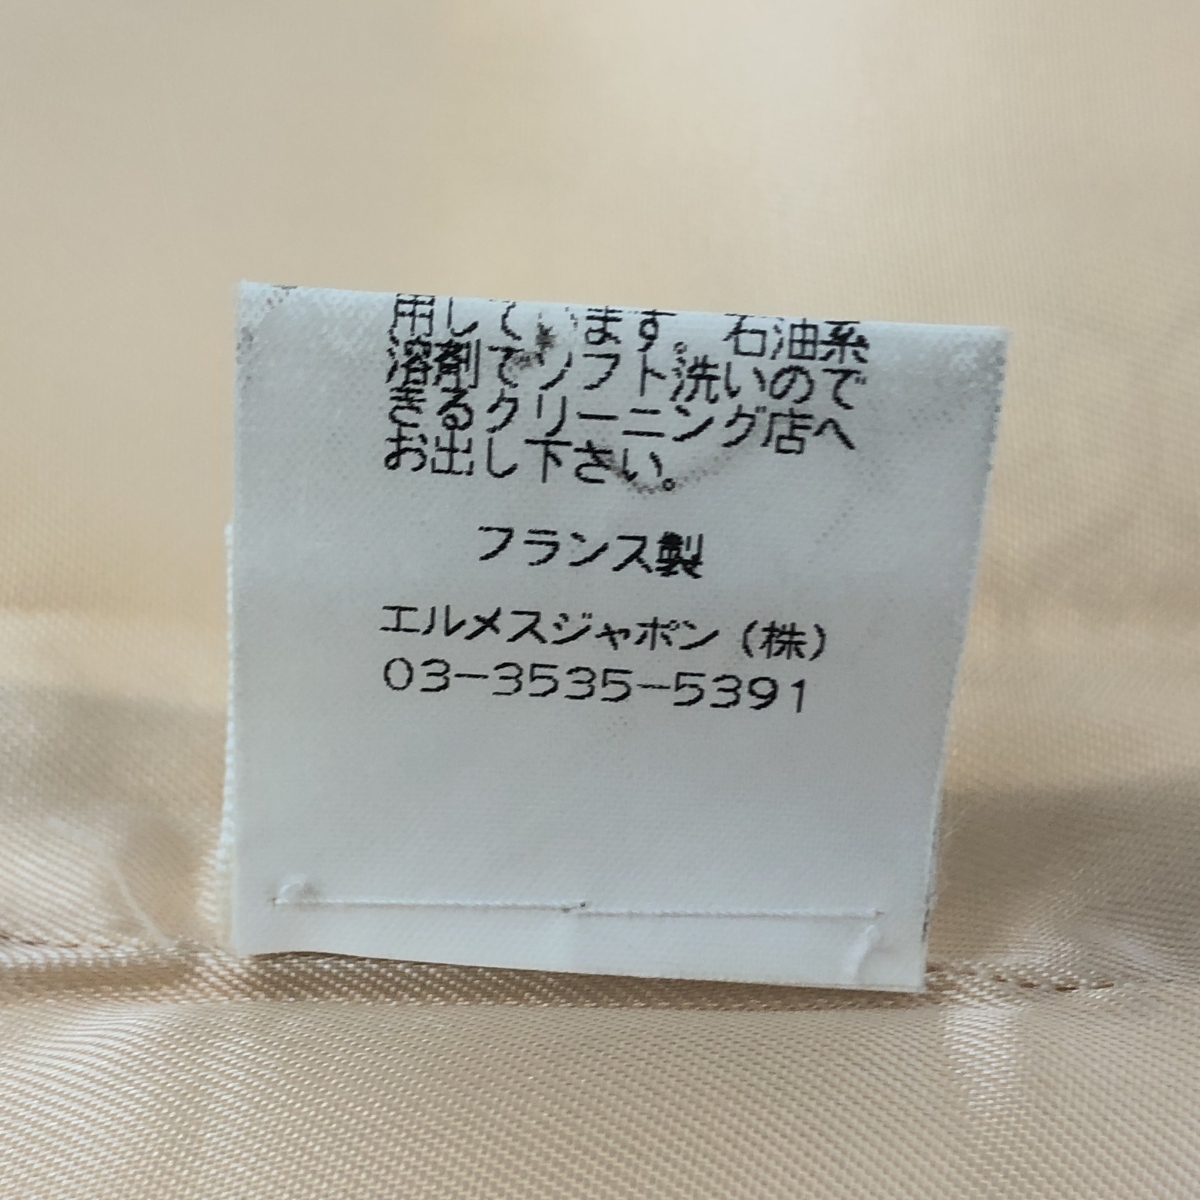 用しています。石油系
溶剤でソフト洗いので
きるクリーニング店へ
お出し下さい。
フランス製
エルメスジャポン（株）
03-3535-5391